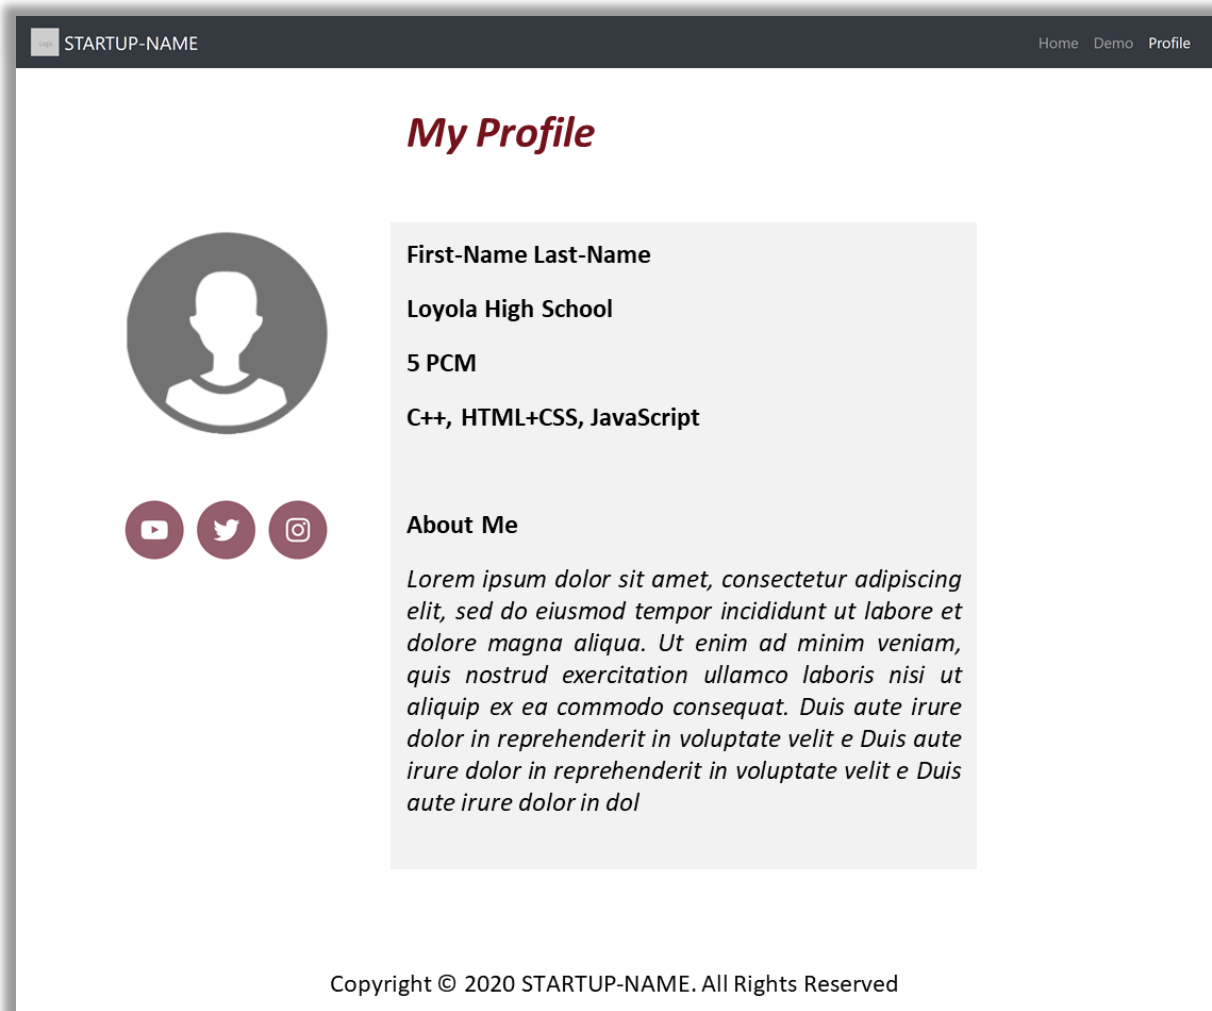 Logo STARTUP-NAME
Home Demo Profile
My Profile
First-Name Last-Name
Loyola High School
5 PCM
C++, HTML+CSS, JavaScript
About Me
Lorem ipsum dolor sit amet, consectetur adipiscing
elit, sed do eiusmod tempor incididunt ut labore et
dolore magna aliqua. Ut enim ad minim veniam,
quis nostrud exercitation ullamco laboris nisi ut
aliquip ex ea commodo consequat. Duis aute irure
dolor in reprehenderit in voluptate velit e Duis aute
irure dolor in reprehenderit in voluptate velit e Duis
aute irure dolor in dol
Copyright © 2020 STARTUP-NAME. All Rights Reserved